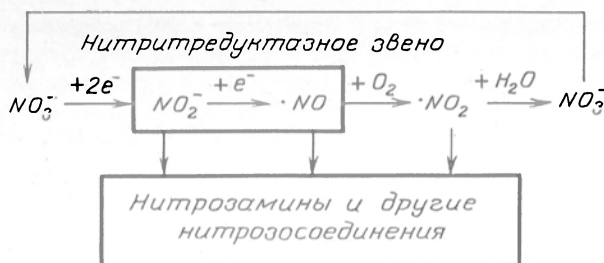 Нитритредуктазное звено
NO₃⁻ +2e⁻ NO₂⁻ +e⁻ ·NO +O₂ ·NO₂ +H₂O NO₃⁻
Нитрозамины и другие
нитрозосоединения